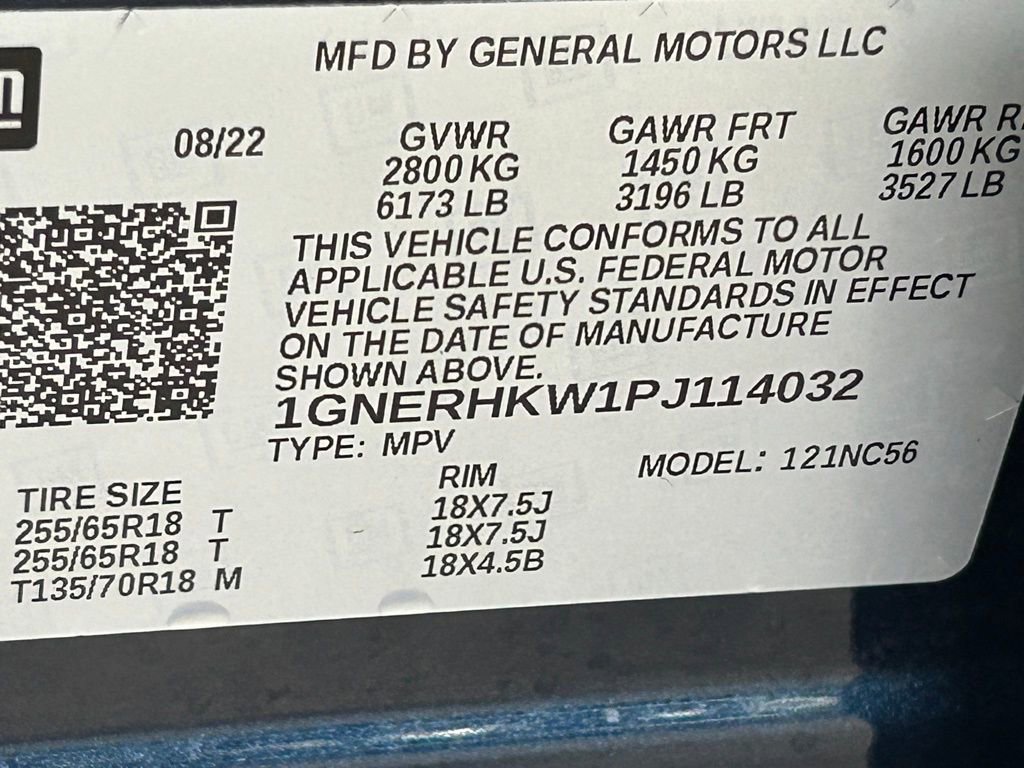 MFD BY GENERAL MOTORS LLC
08/22
GVWR
2800 KG
6173 LB
GAWR FRT
1450 KG
3196 LB
GAWR
1600 KG
3527 LB
THIS VEHICLE CONFORMS TO ALL
APPLICABLE U.S. FEDERAL MOTOR
VEHICLE SAFETY STANDARDS IN EFFECT
ON THE DATE OF MANUFACTURE
SHOWN ABOVE.
1GNERHKW1PJ114032
TYPE: MPV
MODEL: 121NC56
TIRE SIZE
255/65R18 T
255/65R18 T
T135/70R18 M
RIM
18X7.5J
18X7.5J
18X4.5B